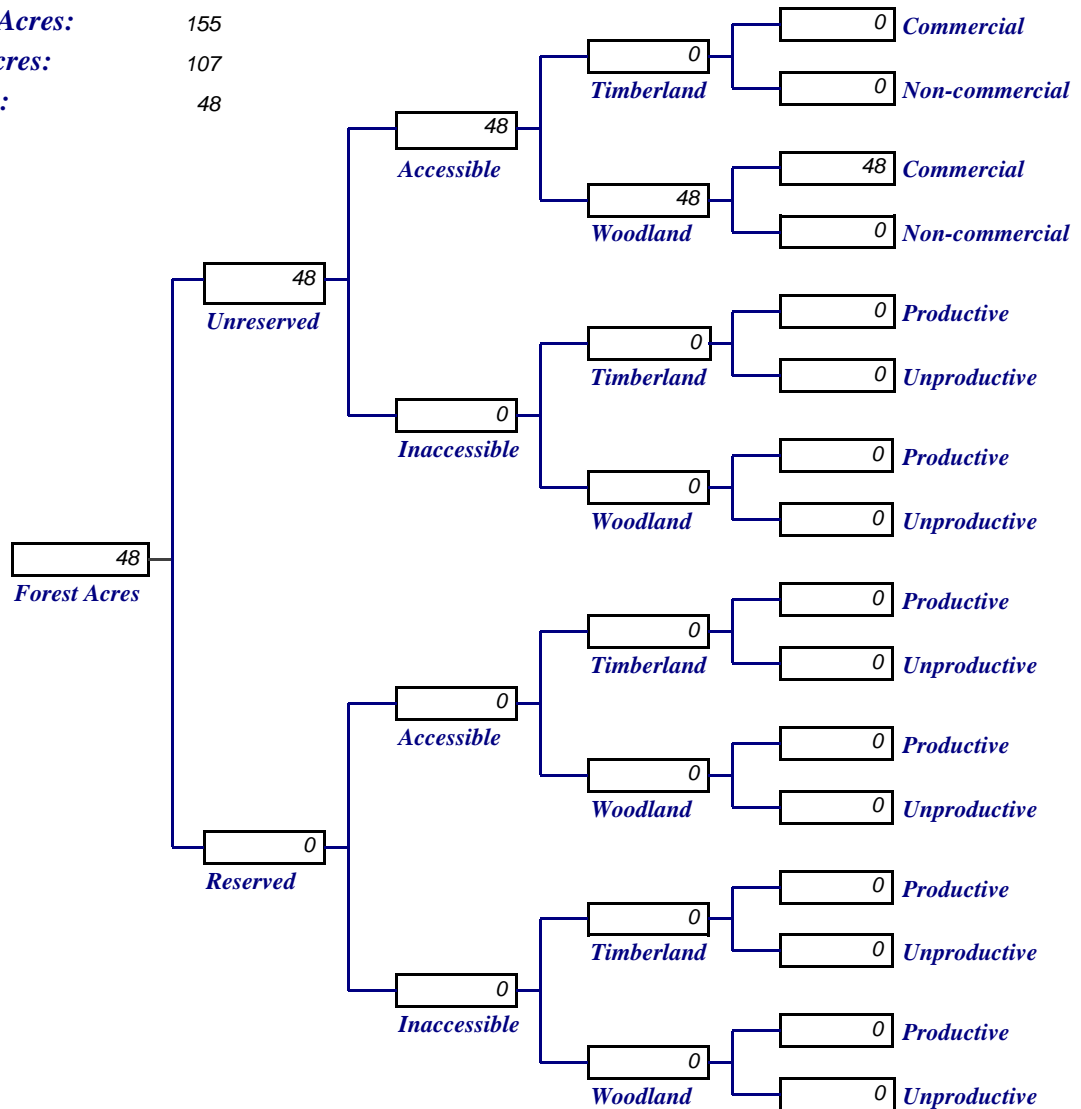 Acres: 155
cres: 107
: 48
0 Commercial
0 Timberland
0 Non-commercial
48 Accessible
48 Commercial
48 Woodland
0 Non-commercial
48 Unreserved
0 Productive
0 Timberland
0 Unproductive
0 Inaccessible
0 Productive
0 Woodland
0 Unproductive
48 Forest Acres
0 Productive
0 Timberland
0 Unproductive
0 Accessible
0 Productive
0 Woodland
0 Unproductive
0 Reserved
0 Productive
0 Timberland
0 Unproductive
0 Inaccessible
0 Productive
0 Woodland
0 Unproductive